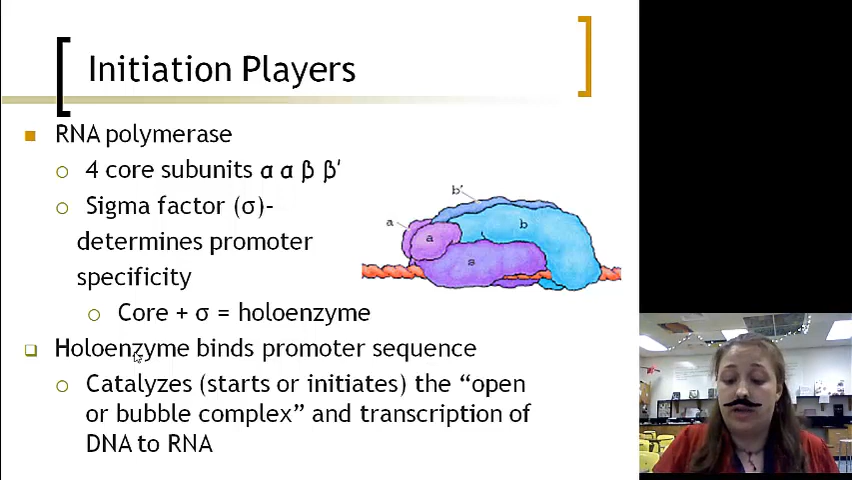 Initiation Players
RNA polymerase
4 core subunits α α β β'
Sigma factor (σ)–
determines promoter
specificity
Core + σ = holoenzyme
Holoenzyme binds promoter sequence
Catalyzes (starts or initiates) the “open
or bubble complex” and transcription of
DNA to RNA
b'
a
a
b
s